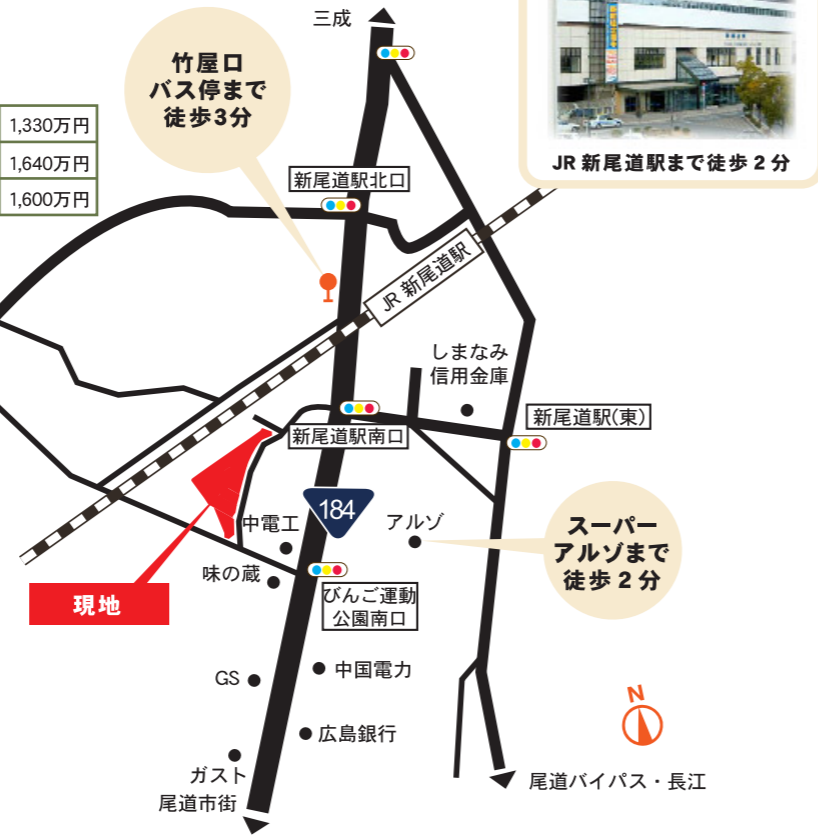 三成
竹屋口
バス停まで
徒歩3分
1,330万円
1,640万円
1,600万円
JR 新尾道駅まで徒歩 2 分
新尾道駅北口
JR 新尾道駅
しまなみ
信用金庫
新尾道駅(東)
新尾道駅南口
184
中電工
アルゾ
スーパー
アルゾまで
徒歩 2 分
味の蔵
現地
びんご運動
公園南口
GS
中国電力
広島銀行
N
ガスト
尾道市街
尾道バイパス・長江